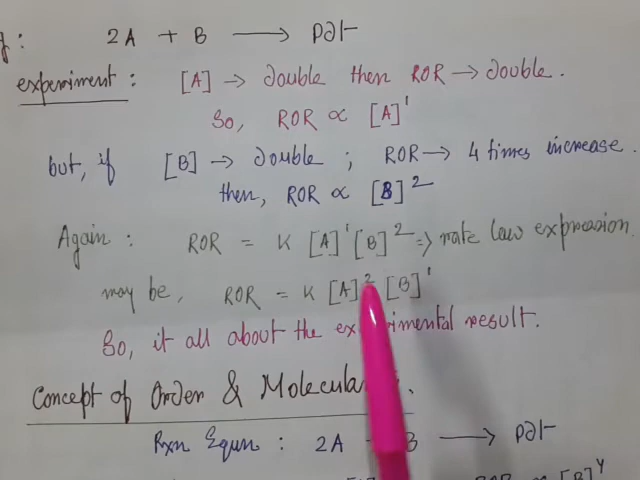 : 2A + B → Pdt
experiment : [A] → double then ROR → double.
So, ROR ∝ [A]¹
but, if [B] → double ; ROR → 4 times increase.
then, ROR ∝ [B]²
Again : ROR = K [A]¹[B]² ⇒ rate law expression.
may be, ROR = K [A]² [B]¹
So, it all about the experimental result.
Concept of Order &
Rxn Equn : 2A B → Pdt
[B]ʸ